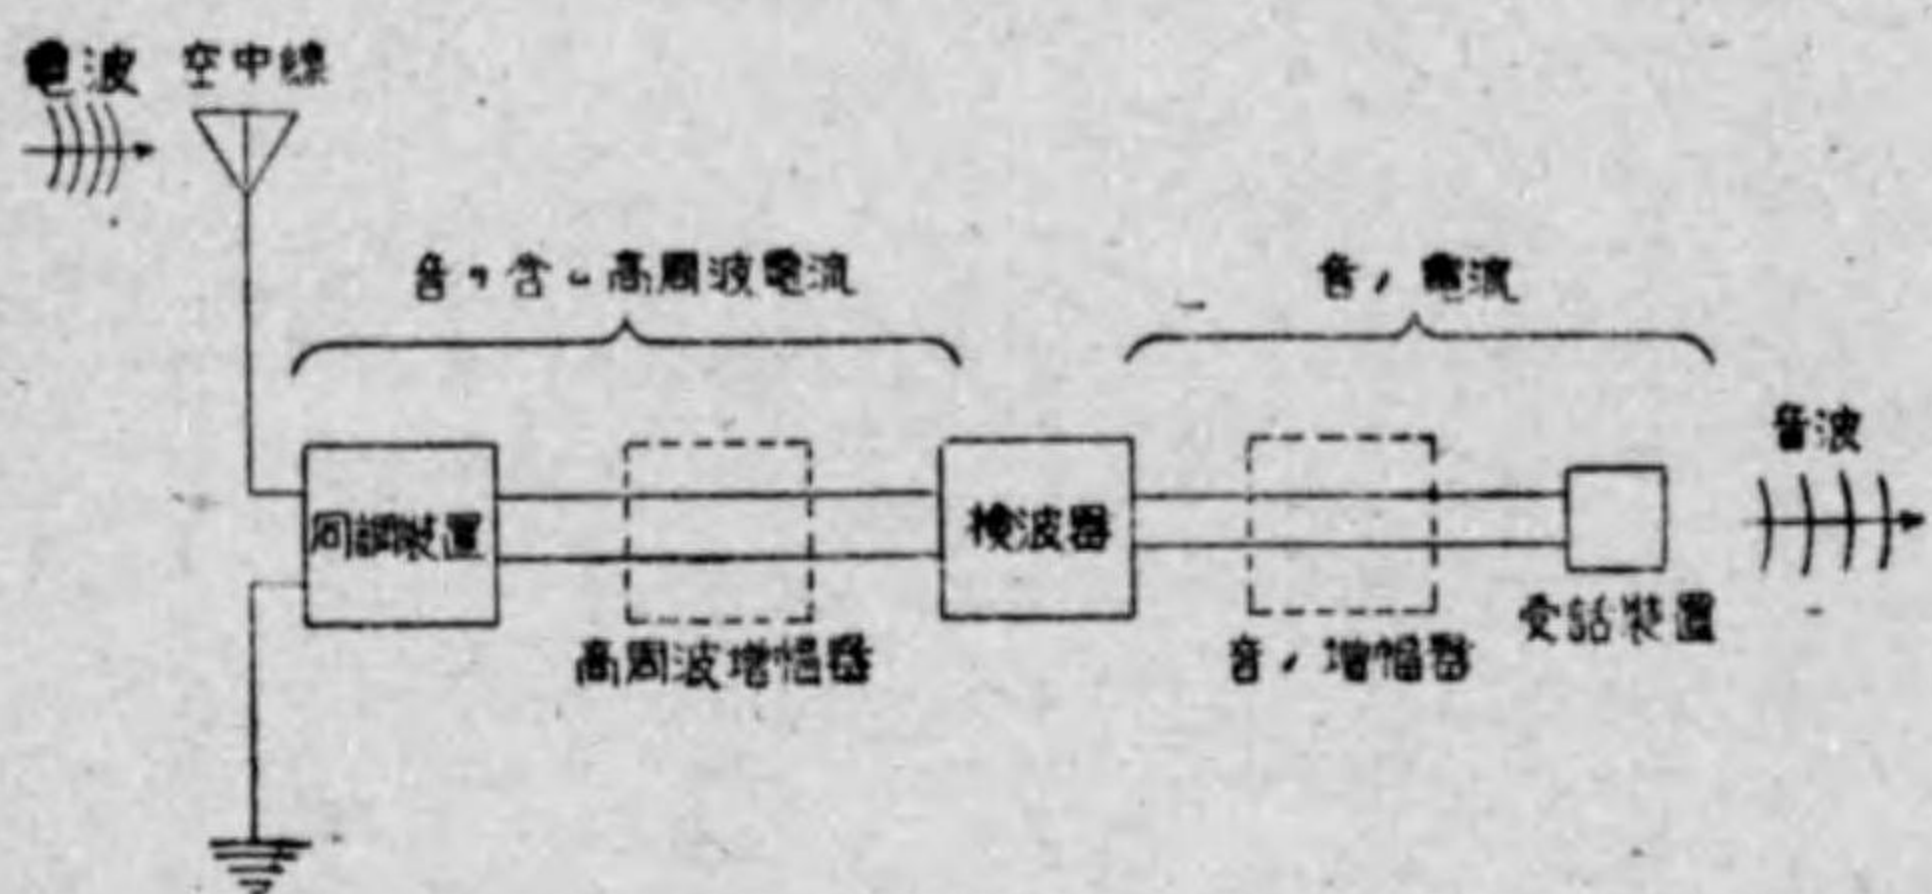 電波 空中線
音ヲ含ム高周波電流
音ノ電流
音波
同調裝置
検波器
高周波增幅器
音ノ增幅器
受話裝置